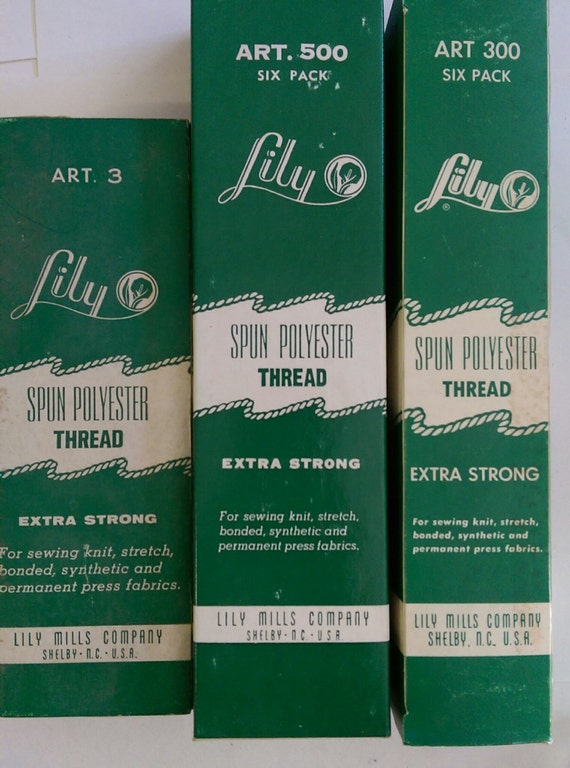 ART. 3
Lily
SPUN POLYESTER
THREAD
EXTRA STRONG
For sewing knit, stretch,
bonded, synthetic and
permanent press fabrics.
LILY MILLS COMPANY
SHELBY · N.C. · U.S.A.
ART. 500
SIX PACK
Lily
SPUN POLYESTER
THREAD
EXTRA STRONG
For sewing knit, stretch,
bonded, synthetic and
permanent press fabrics.
LILY MILLS COMPANY
SHELBY · N.C. · U.S.A.
ART 300
SIX PACK
Lily
®
SPUN POLYESTER
THREAD
EXTRA STRONG
For sewing knit, stretch,
bonded, synthetic and
permanent press fabrics.
LILY MILLS COMPANY
SHELBY, N.C. U.S.A.